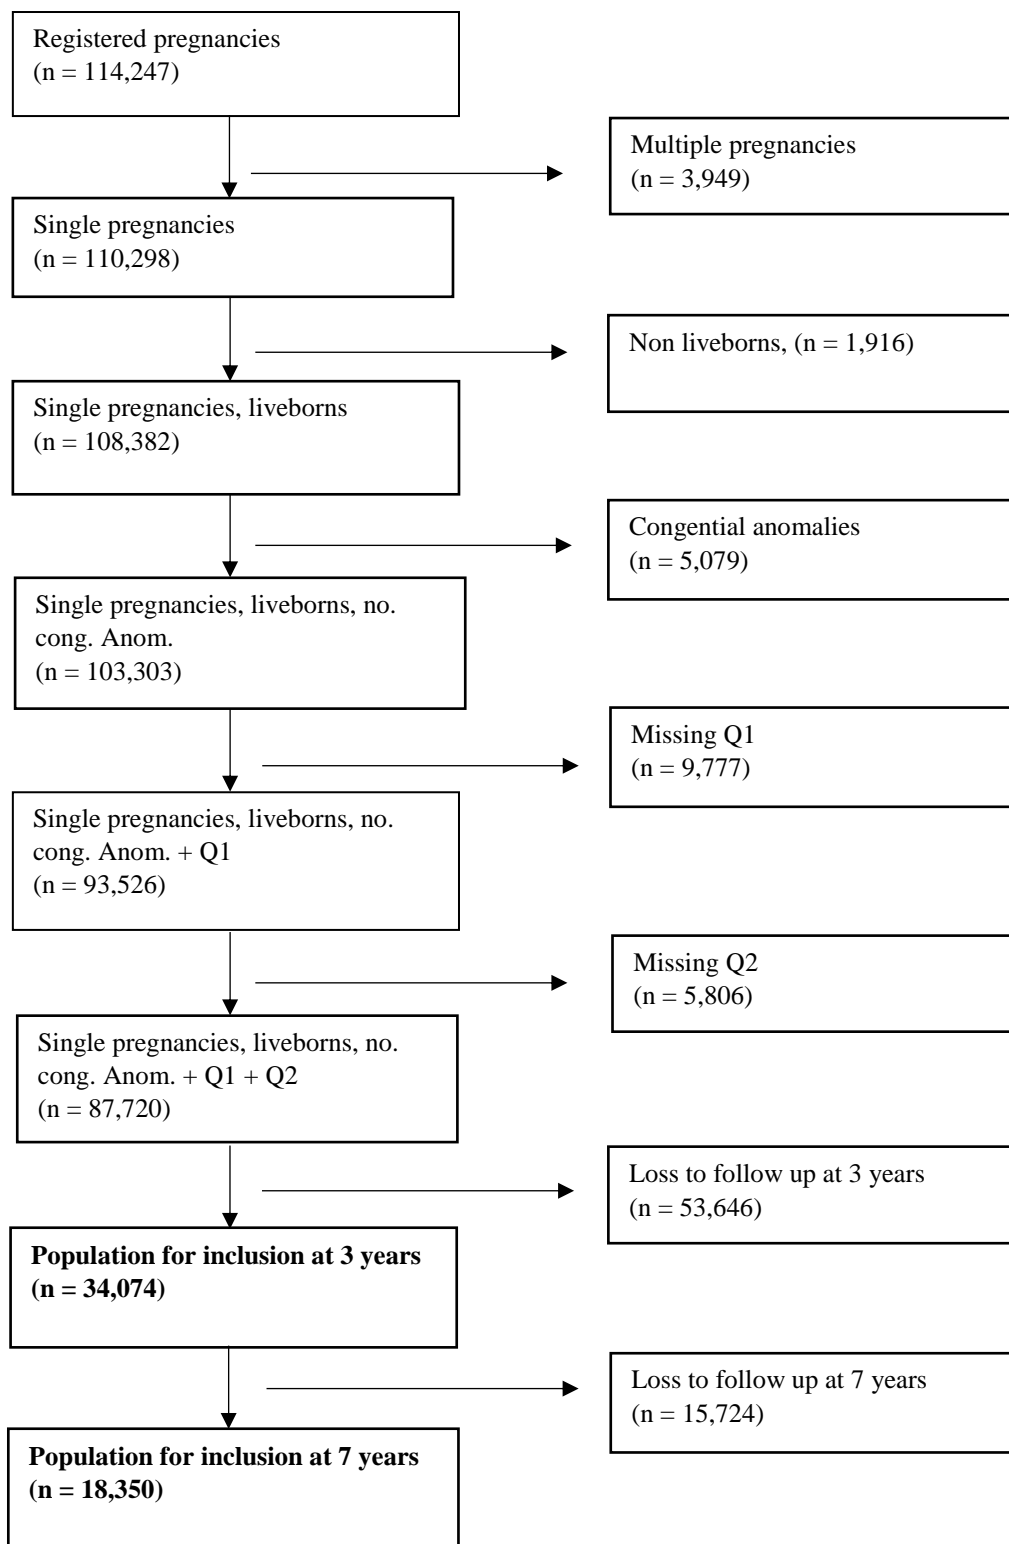 Registered pregnancies
(n = 114,247)
Multiple pregnancies
(n = 3,949)
Single pregnancies
(n = 110,298)
Non liveborns, (n = 1,916)
Single pregnancies, liveborns
(n = 108,382)
Congential anomalies
(n = 5,079)
Single pregnancies, liveborns, no.
cong. Anom.
(n = 103,303)
Missing Q1
(n = 9,777)
Single pregnancies, liveborns, no.
cong. Anom. + Q1
(n = 93,526)
Missing Q2
(n = 5,806)
Single pregnancies, liveborns, no.
cong. Anom. + Q1 + Q2
(n = 87,720)
Loss to follow up at 3 years
(n = 53,646)
Population for inclusion at 3 years
(n = 34,074)
Loss to follow up at 7 years
(n = 15,724)
Population for inclusion at 7 years
(n = 18,350)